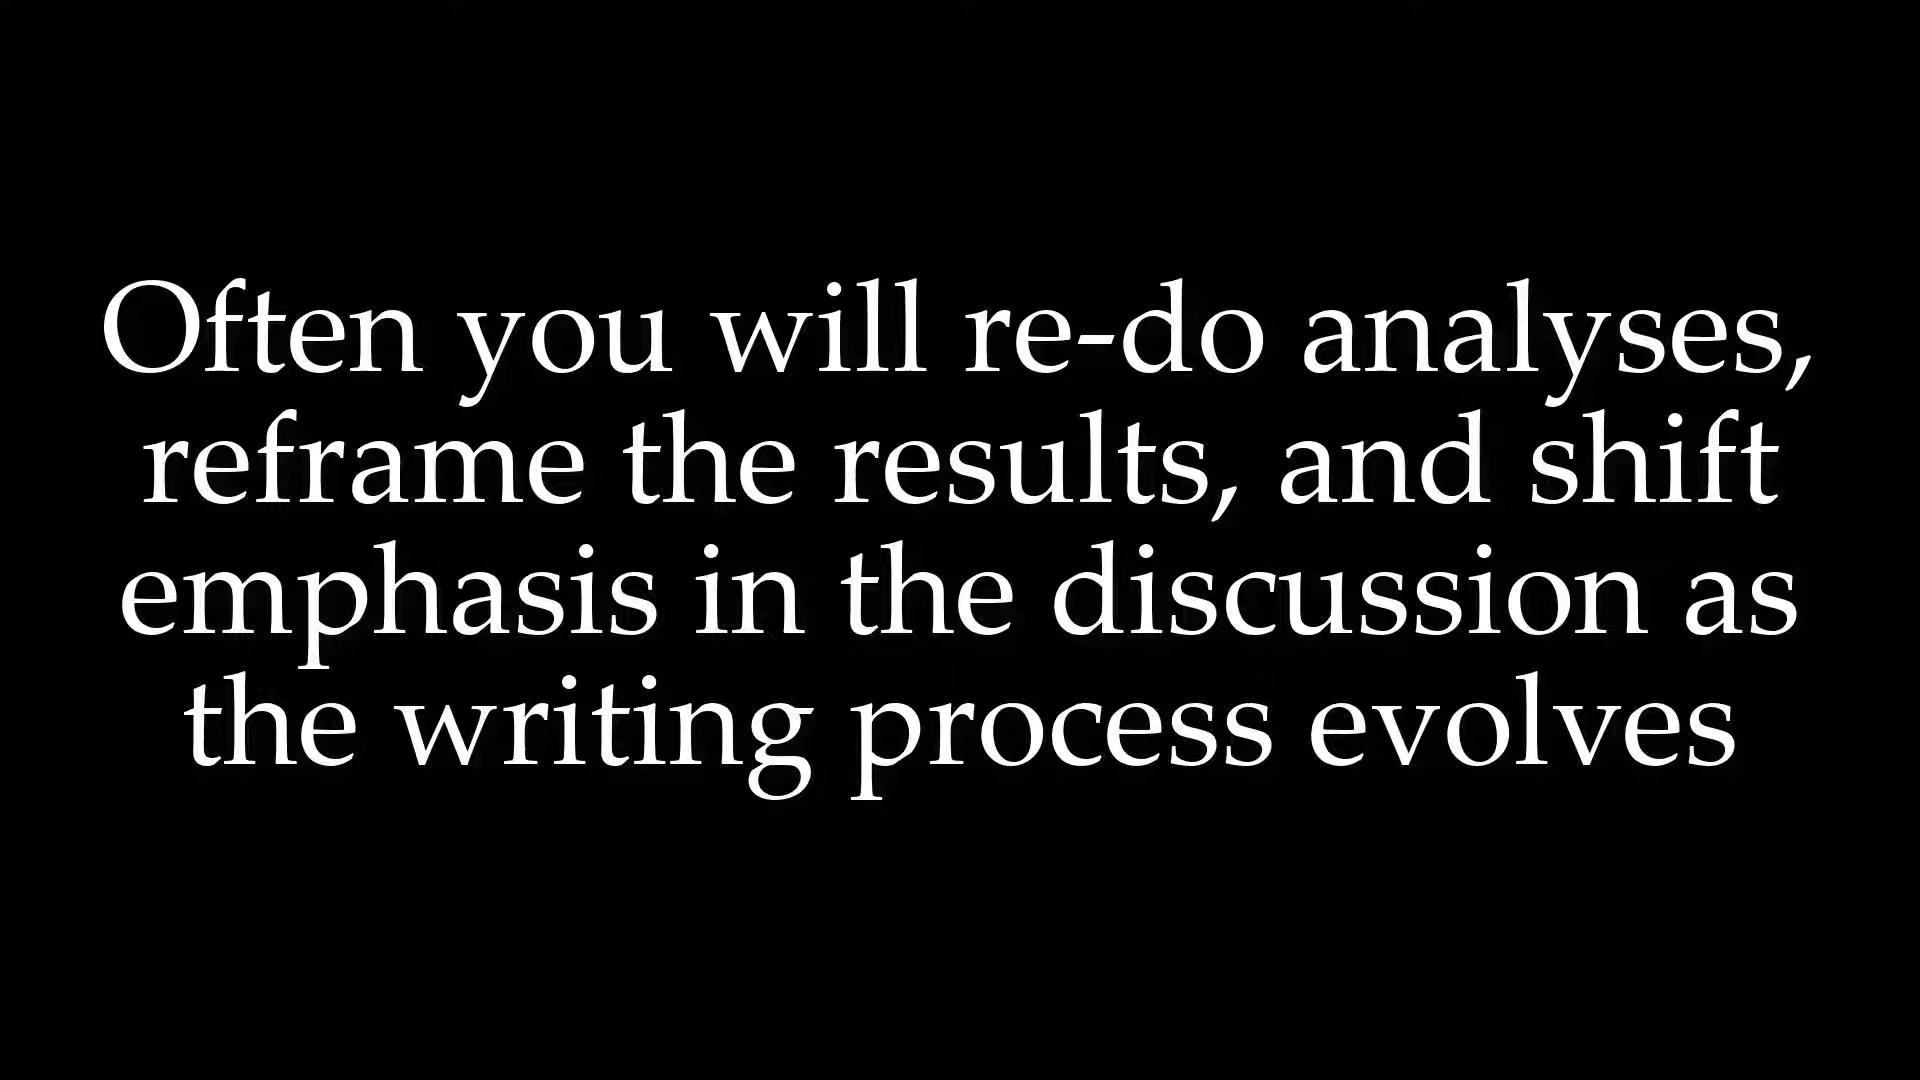 Often you will re-do analyses,
reframe the results, and shift
emphasis in the discussion as
the writing process evolves